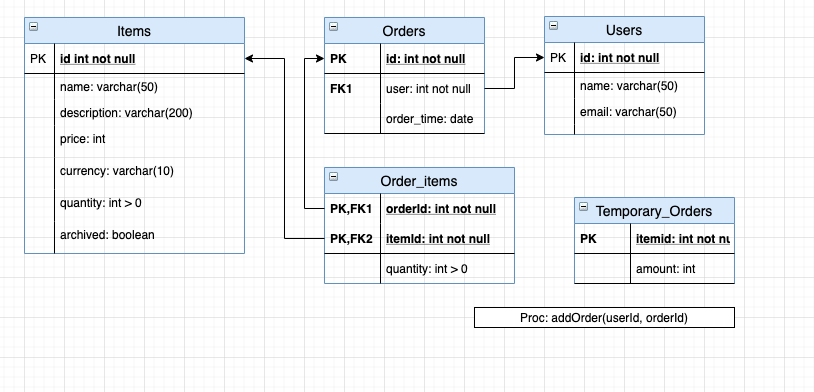 Items
PK id int not null
name: varchar(50)
description: varchar(200)
price: int
currency: varchar(10)
quantity: int > 0
archived: boolean
Orders
PK id: int not null
FK1 user: int not null
order_time: date
Users
PK id: int not null
name: varchar(50)
email: varchar(50)
Order_items
PK,FK1 orderId: int not null
PK,FK2 itemId: int not null
quantity: int > 0
Temporary_Orders
PK itemid: int not nu
amount: int
Proc: addOrder(userId, orderId)